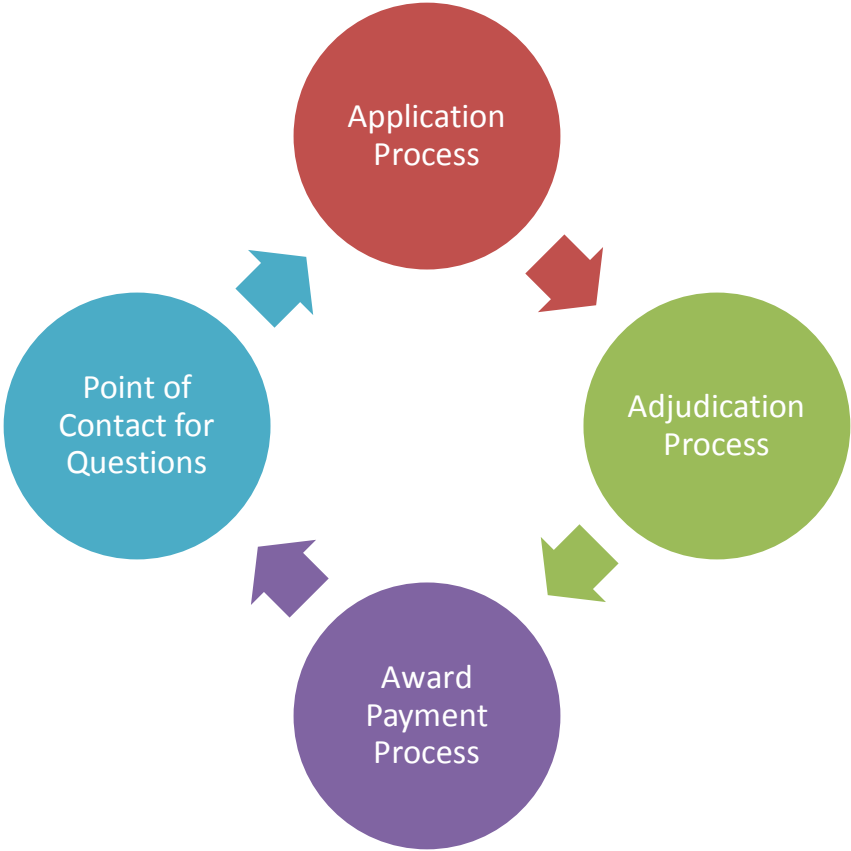 Application
Process
Adjudication
Process
Award
Payment
Process
Point of
Contact for
Questions